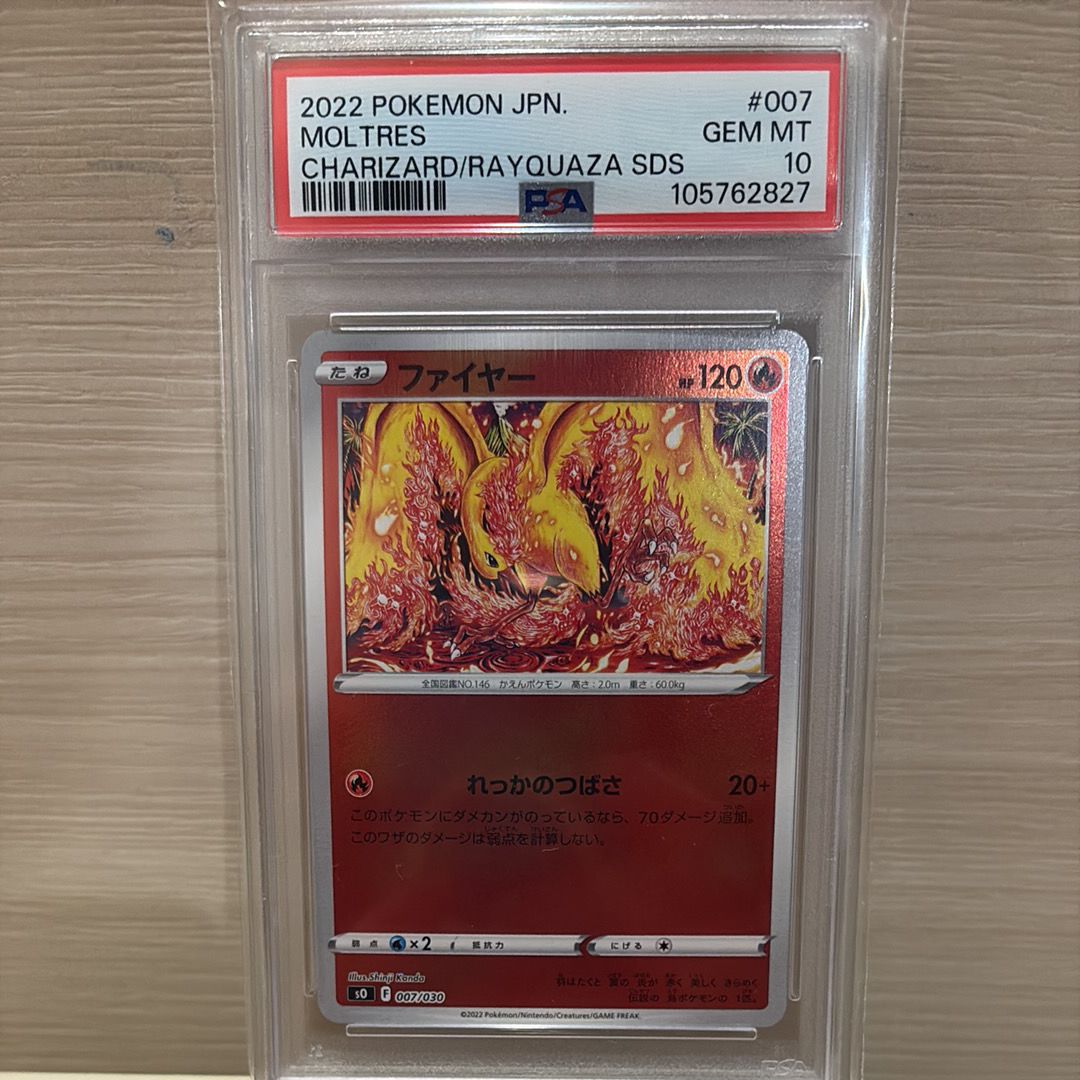 2022 POKEMON JPN. #007
MOLTRES GEM MT
CHARIZARD/RAYQUAZA SDS 10
PSA 105762827
たね ファイヤー HP120
全国図鑑NO.146 かえんポケモン 高さ:2.0m 重さ:60.0kg
れっかのつばさ 20+
このポケモンにダメカンがのっているなら、70ダメージ追加。
このワザのダメージは弱点を計算しない。
弱点 ×2 抵抗力 にげる
Illus.Shinji Kanda
sO F 007/030
羽ばたくと 翼の 炎が 赤く 美しく きらめく
伝説の 鳥ポケモンの 1匹。
©2022 Pokémon/Nintendo/Creatures/GAME FREAK.
PSA